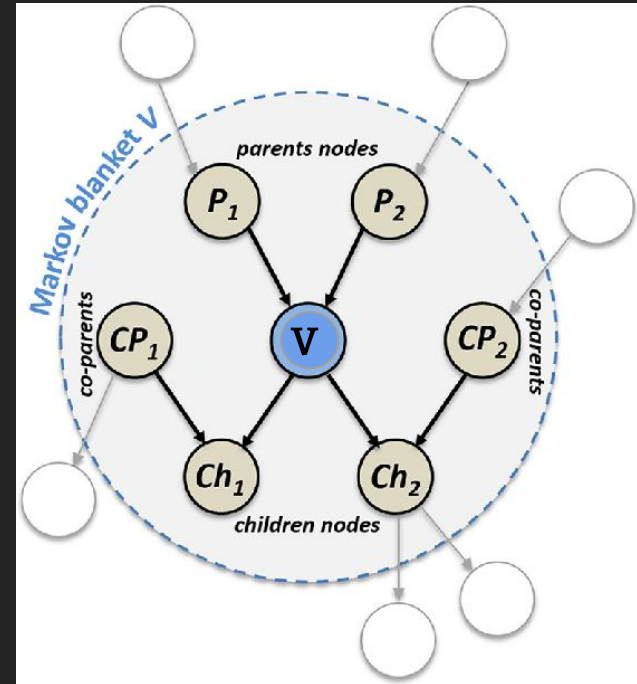 Markov blanket V
parents nodes
P1
P2
co-parents
CP1
V
CP2
co-parents
Ch1
Ch2
children nodes